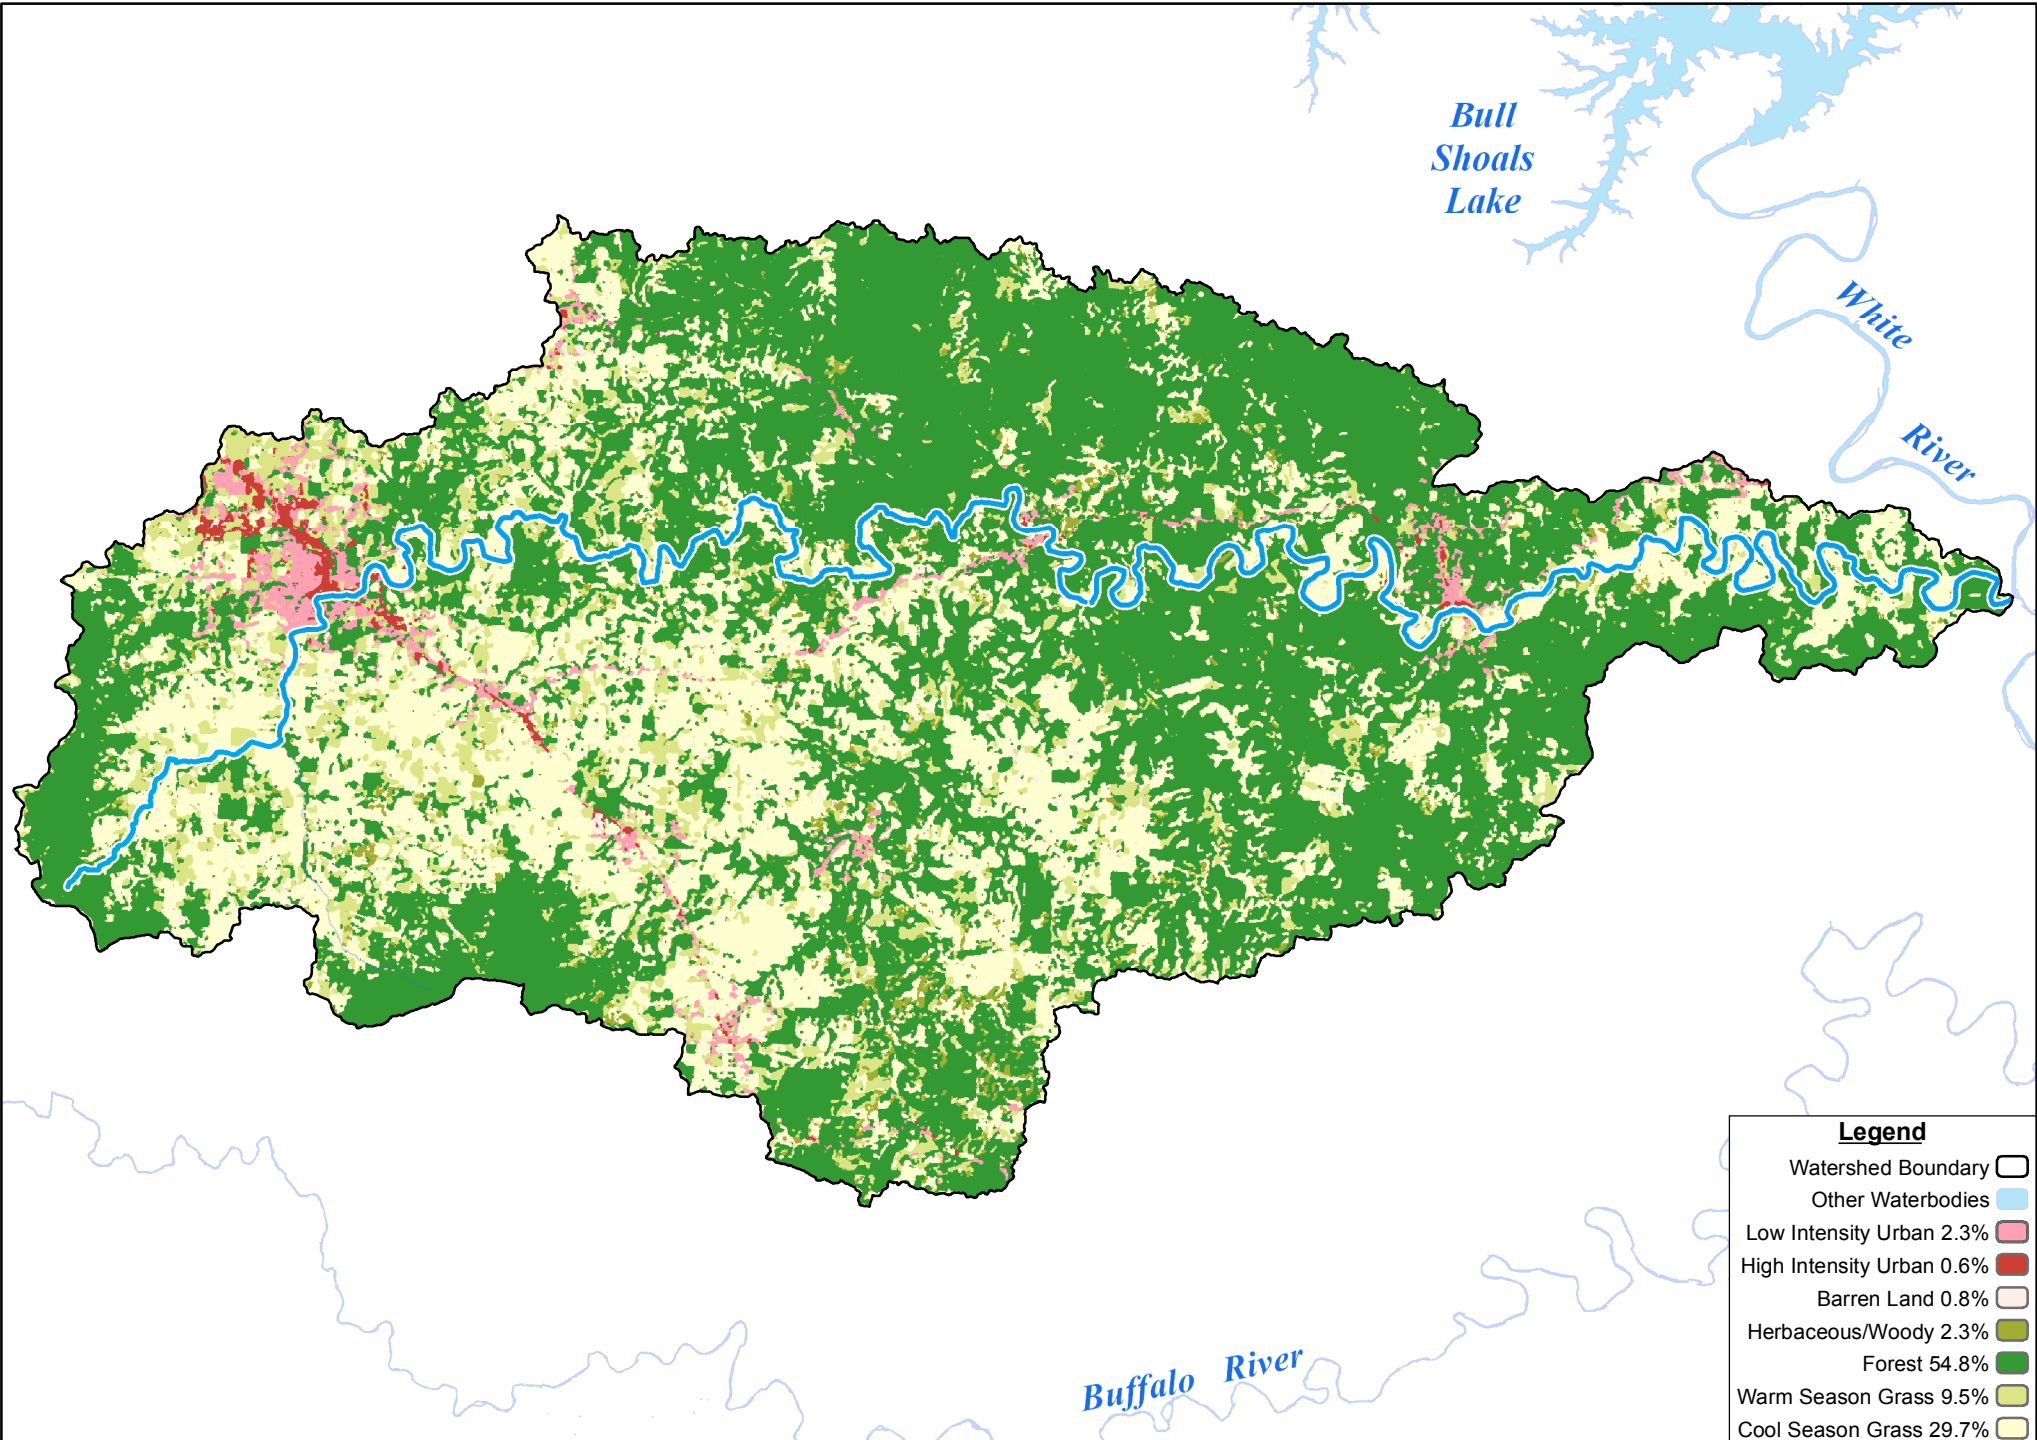 Bull
Shoals
Lake
White
River
Buffalo River
Legend
Watershed Boundary
Other Waterbodies
Low Intensity Urban 2.3%
High Intensity Urban 0.6%
Barren Land 0.8%
Herbaceous/Woody 2.3%
Forest 54.8%
Warm Season Grass 9.5%
Cool Season Grass 29.7%